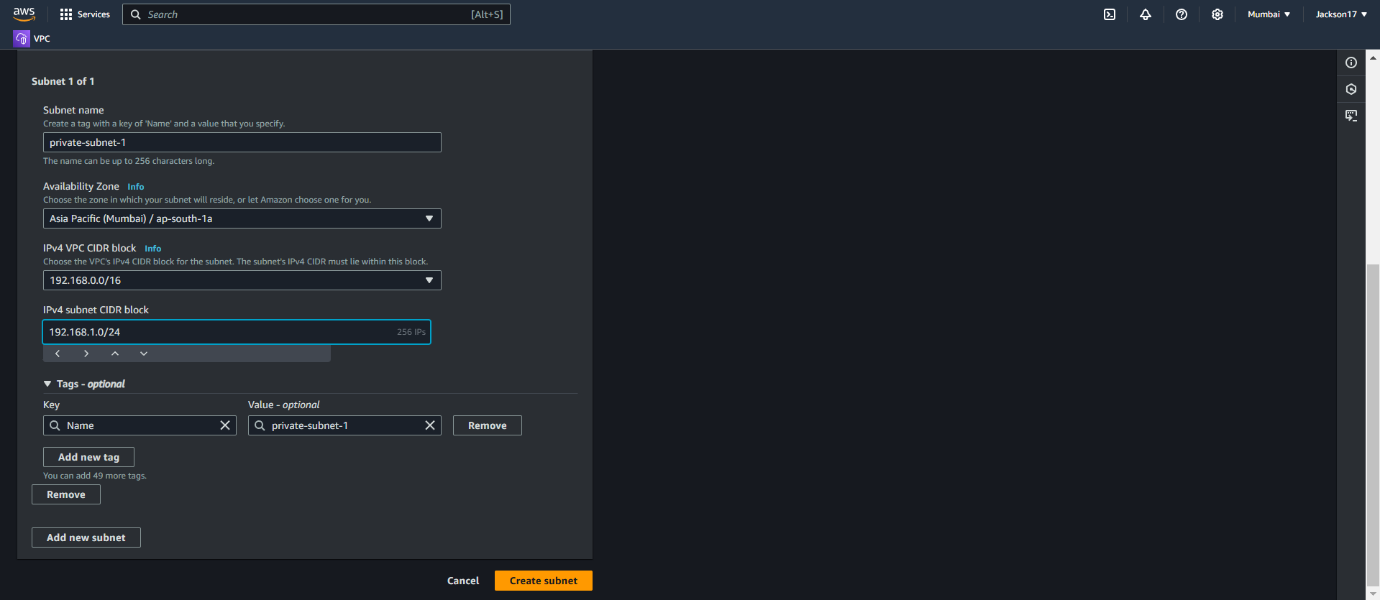 aws
Services
Search
[Alt+S]
Mumbai
Jackson17
VPC
Subnet 1 of 1
Subnet name
Create a tag with a key of 'Name' and a value that you specify.
private-subnet-1
The name can be up to 256 characters long.
Availability Zone Info
Choose the zone in which your subnet will reside, or let Amazon choose one for you.
Asia Pacific (Mumbai) / ap-south-1a
IPv4 VPC CIDR block Info
Choose the VPC's IPv4 CIDR block for the subnet. The subnet's IPv4 CIDR must lie within this block.
192.168.0.0/16
IPv4 subnet CIDR block
192.168.1.0/24 256 IPs
Tags - optional
Key Value - optional
Name private-subnet-1 Remove
Add new tag
You can add 49 more tags.
Remove
Add new subnet
Cancel Create subnet